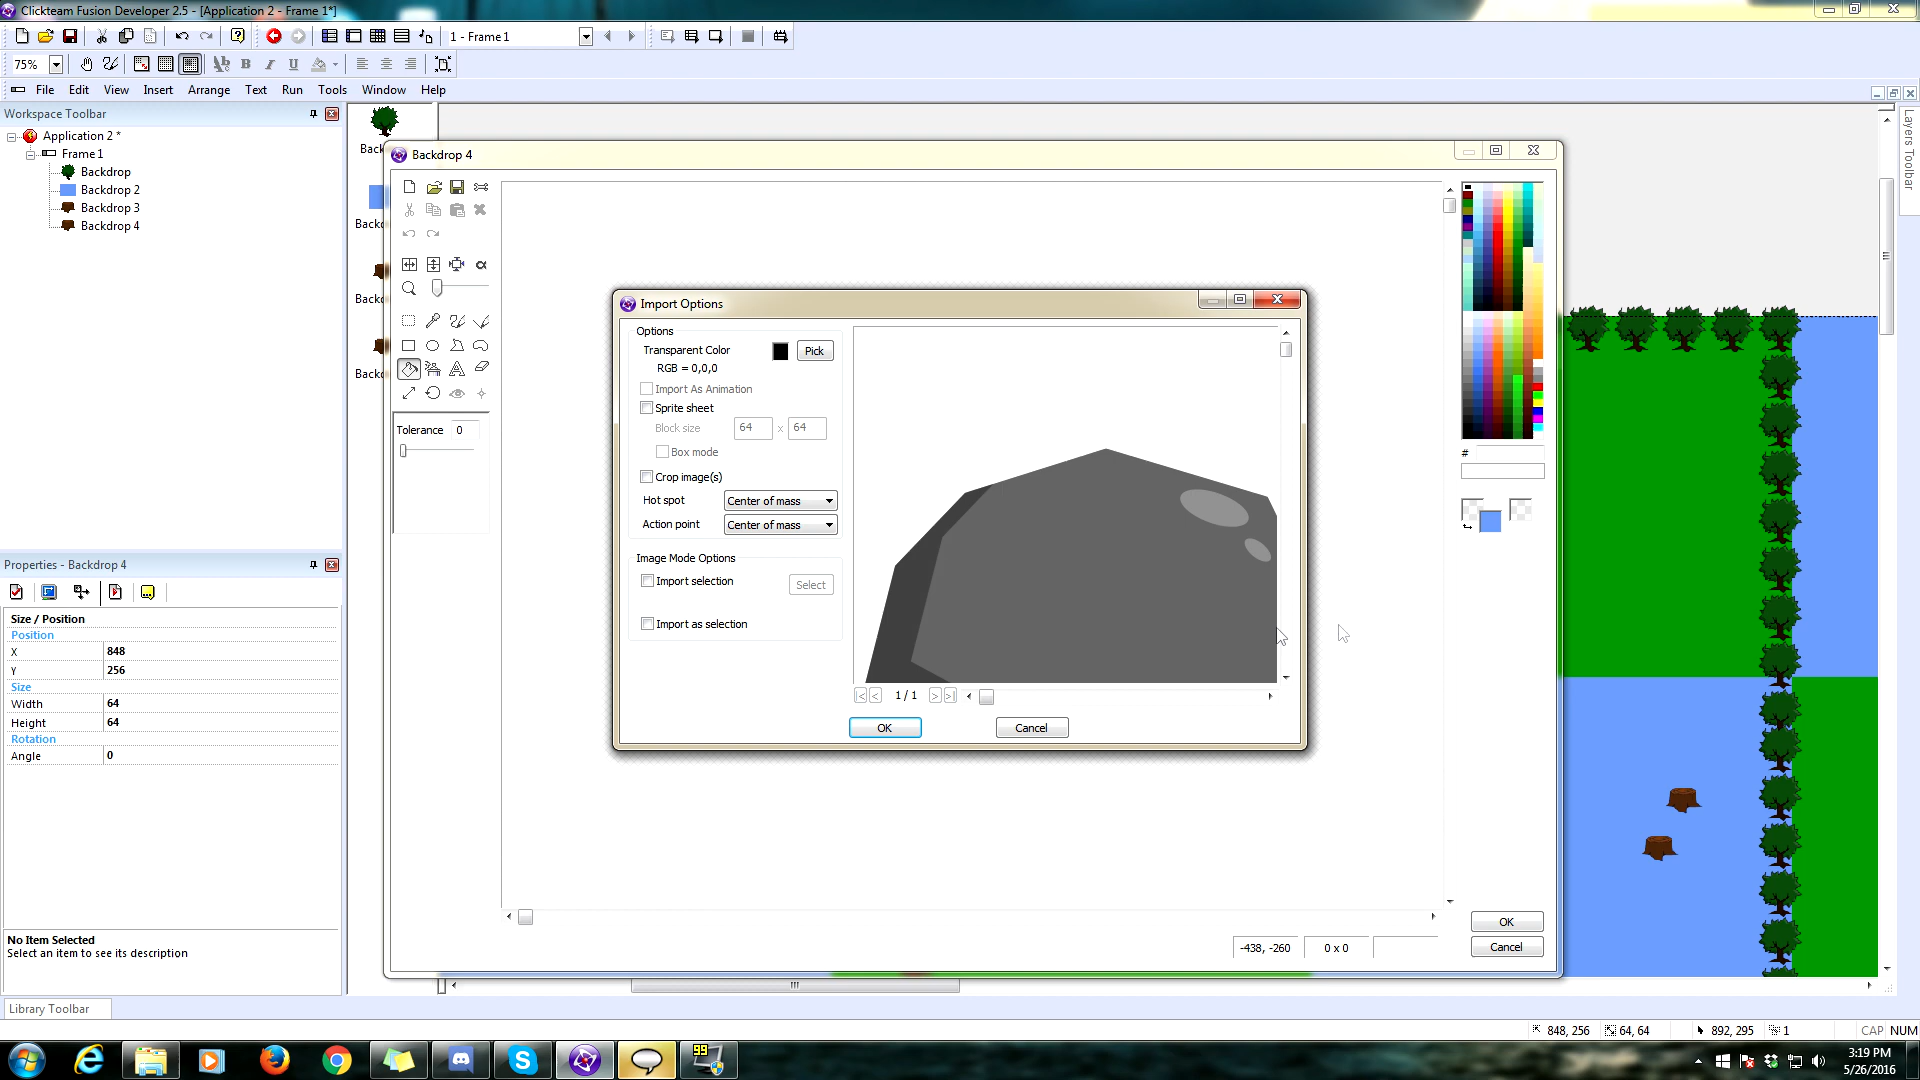 Clickteam Fusion Developer 2.5 - [Application 2 - Frame 1*]
1 - Frame 1
75%
File Edit View Insert Arrange Text Run Tools Window Help
Workspace Toolbar
Application 2 *
Frame 1
Backdrop
Backdrop 2
Backdrop 3
Backdrop 4
Properties - Backdrop 4
Size / Position
Position
X 848
Y 256
Size
Width 64
Height 64
Rotation
Angle 0
No Item Selected
Select an item to see its description
Library Toolbar
Layers Toolbar
Backdrop 4
Tolerance 0
Import Options
Options
Transparent Color Pick
RGB = 0,0,0
Import As Animation
Sprite sheet
Block size 64 x 64
Box mode
Crop image(s)
Hot spot Center of mass
Action point Center of mass
Image Mode Options
Import selection Select
Import as selection
1 / 1
OK Cancel
#
OK
Cancel
-438, -260 0 x 0
848, 256 64, 64 892, 295 1 CAP NUM
99
3:19 PM
5/26/2016